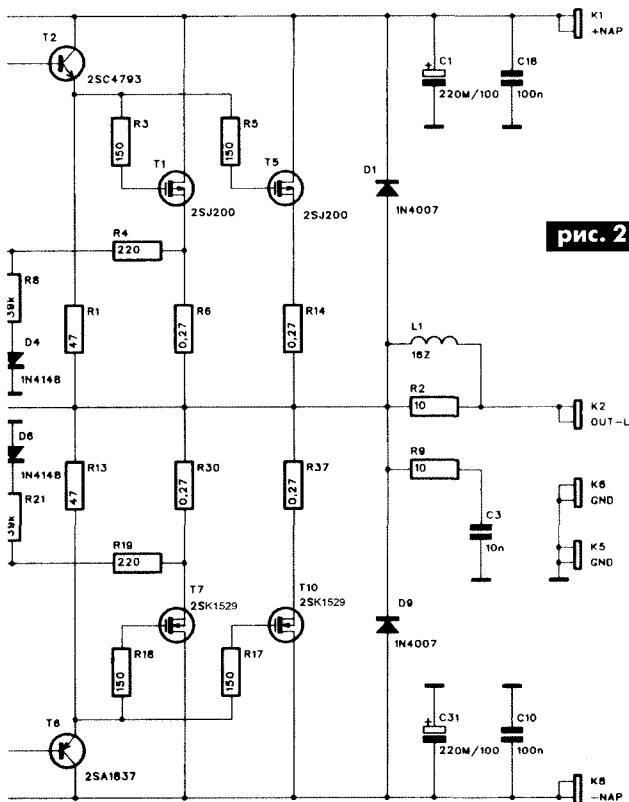 T2
2SC4793
R3
150
R5
150
T1
2SJ200
T5
2SJ200
C1
+
220M/100
C16
100n
K1
+NAP
D1
1N4007
рис. 2
R4
220
R8
39k
D4
1N4148
R1
47
R6
0,27
R14
0,27
L1
16Z
R2
10
K2
OUT-L
D6
1N4148
R21
39k
R13
47
R30
0,27
R37
0,27
R9
10
C3
10n
K6
GND
K5
GND
R19
220
T7
2SK1529
T10
2SK1529
D9
1N4007
R16
150
R17
150
T6
2SA1837
C31
+
220M/100
C10
100n
K8
-NAP